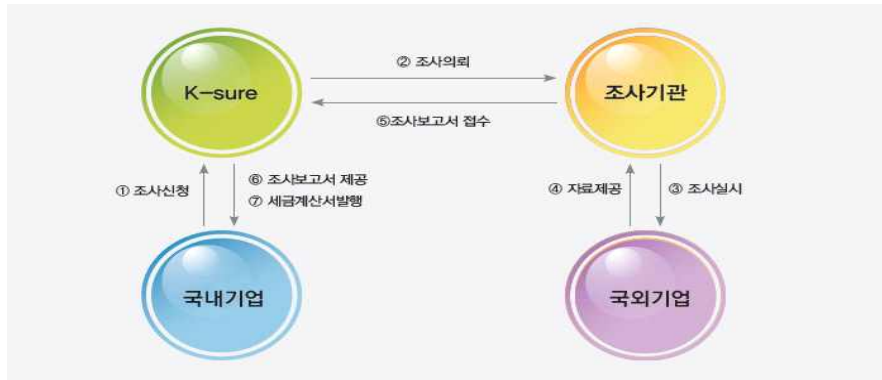 K-sure
② 조사의뢰
조사기관
⑤조사보고서 접수
① 조사신청
⑥ 조사보고서 제공
⑦ 세금계산서발행
④ 자료제공
③ 조사실시
국내기업
국외기업